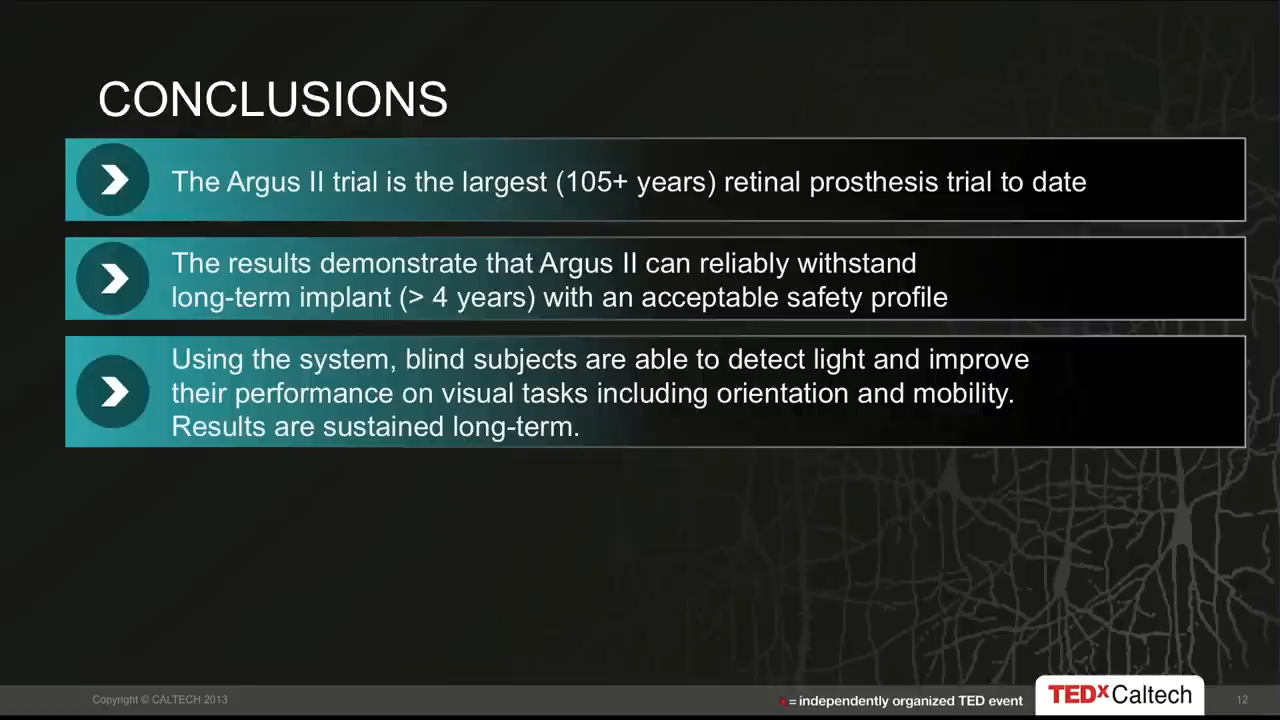 CONCLUSIONS
The Argus II trial is the largest (105+ years) retinal prosthesis trial to date
The results demonstrate that Argus II can reliably withstand
long-term implant (> 4 years) with an acceptable safety profile
Using the system, blind subjects are able to detect light and improve
their performance on visual tasks including orientation and mobility.
Results are sustained long-term.
Copyright © CALTECH 2013
x = independently organized TED event
TEDxCaltech
12